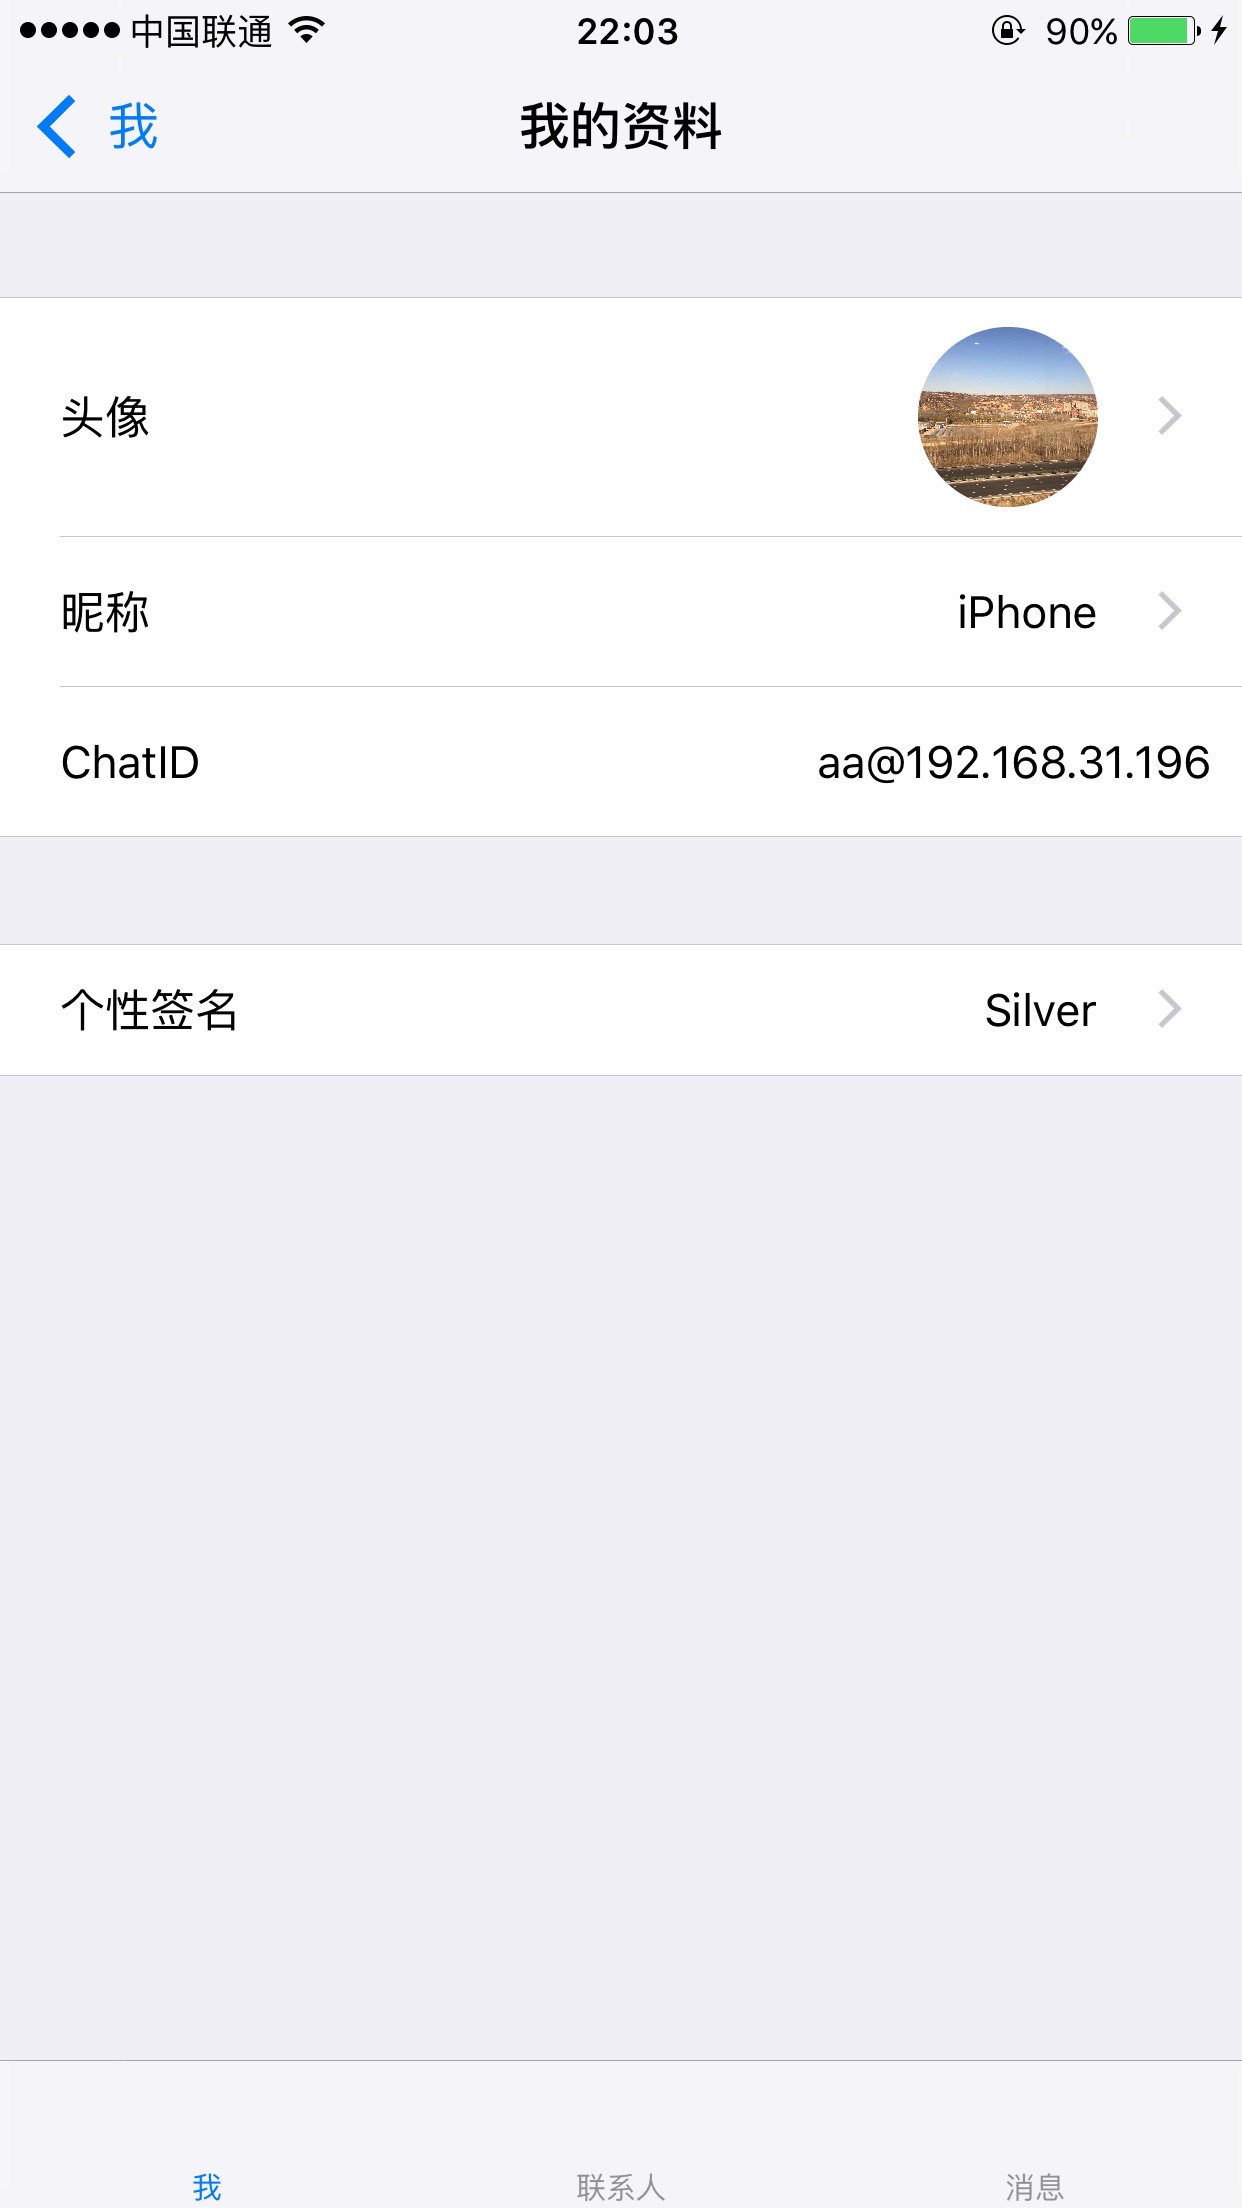 中国联通 22:03 90%
我 我的资料
头像
昵称 iPhone
ChatID aa@192.168.31.196
个性签名 Silver
我 联系人 消息